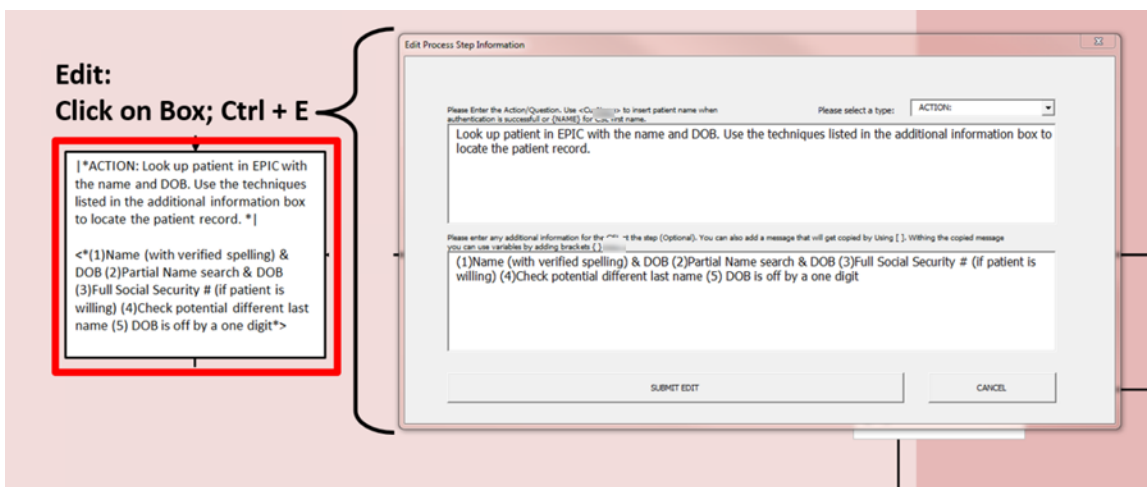 Edit:
Click on Box; Ctrl + E
|*ACTION: Look up patient in EPIC with
the name and DOB. Use the techniques
listed in the additional information box
to locate the patient record. *|
<*(1)Name (with verified spelling) &
DOB (2)Partial Name search & DOB
(3)Full Social Security # (if patient is
willing) (4)Check potential different last
name (5) DOB is off by a one digit*>
Edit Process Step Information
Please Enter the Action/Question. Use to insert patient name when
authentication is successful or {NAME} for first name.
Please select a type:
ACTION:
Look up patient in EPIC with the name and DOB. Use the techniques listed in the additional information box to
locate the patient record.
Please enter any additional information for the the step (Optional). You can also add a message that will get copied by Using [ ]. Withing the copied message
you can use variables by adding brackets { }
(1)Name (with verified spelling) & DOB (2)Partial Name search & DOB (3)Full Social Security # (if patient is
willing) (4)Check potential different last name (5) DOB is off by a one digit
SUBMIT EDIT
CANCEL